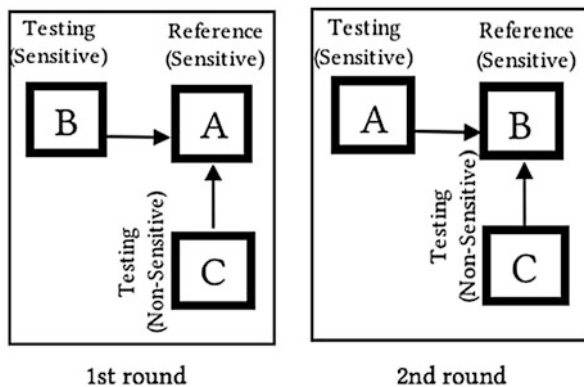 Testing
(Sensitive)
Reference
(Sensitive)
B
A
Testing
(Non-Sensitive)
C
1st round
Testing
(Sensitive)
Reference
(Sensitive)
A
B
Testing
(Non-Sensitive)
C
2nd round